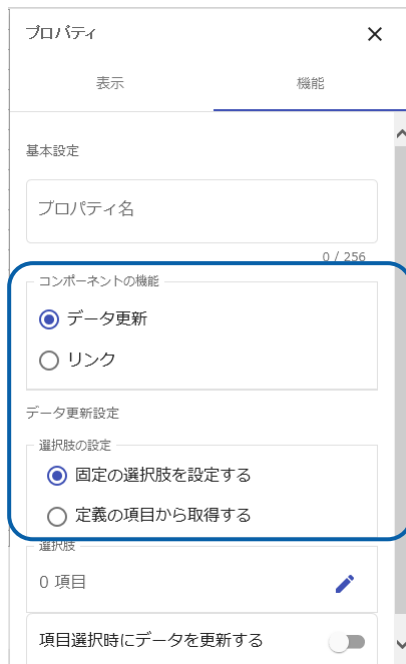 プロパティ
表示 機能
基本設定
プロパティ名
0 / 256
コンポーネントの機能
データ更新
リンク
データ更新設定
選択肢の設定
固定の選択肢を設定する
定義の項目から取得する
選択肢
0 項目
項目選択時にデータを更新する